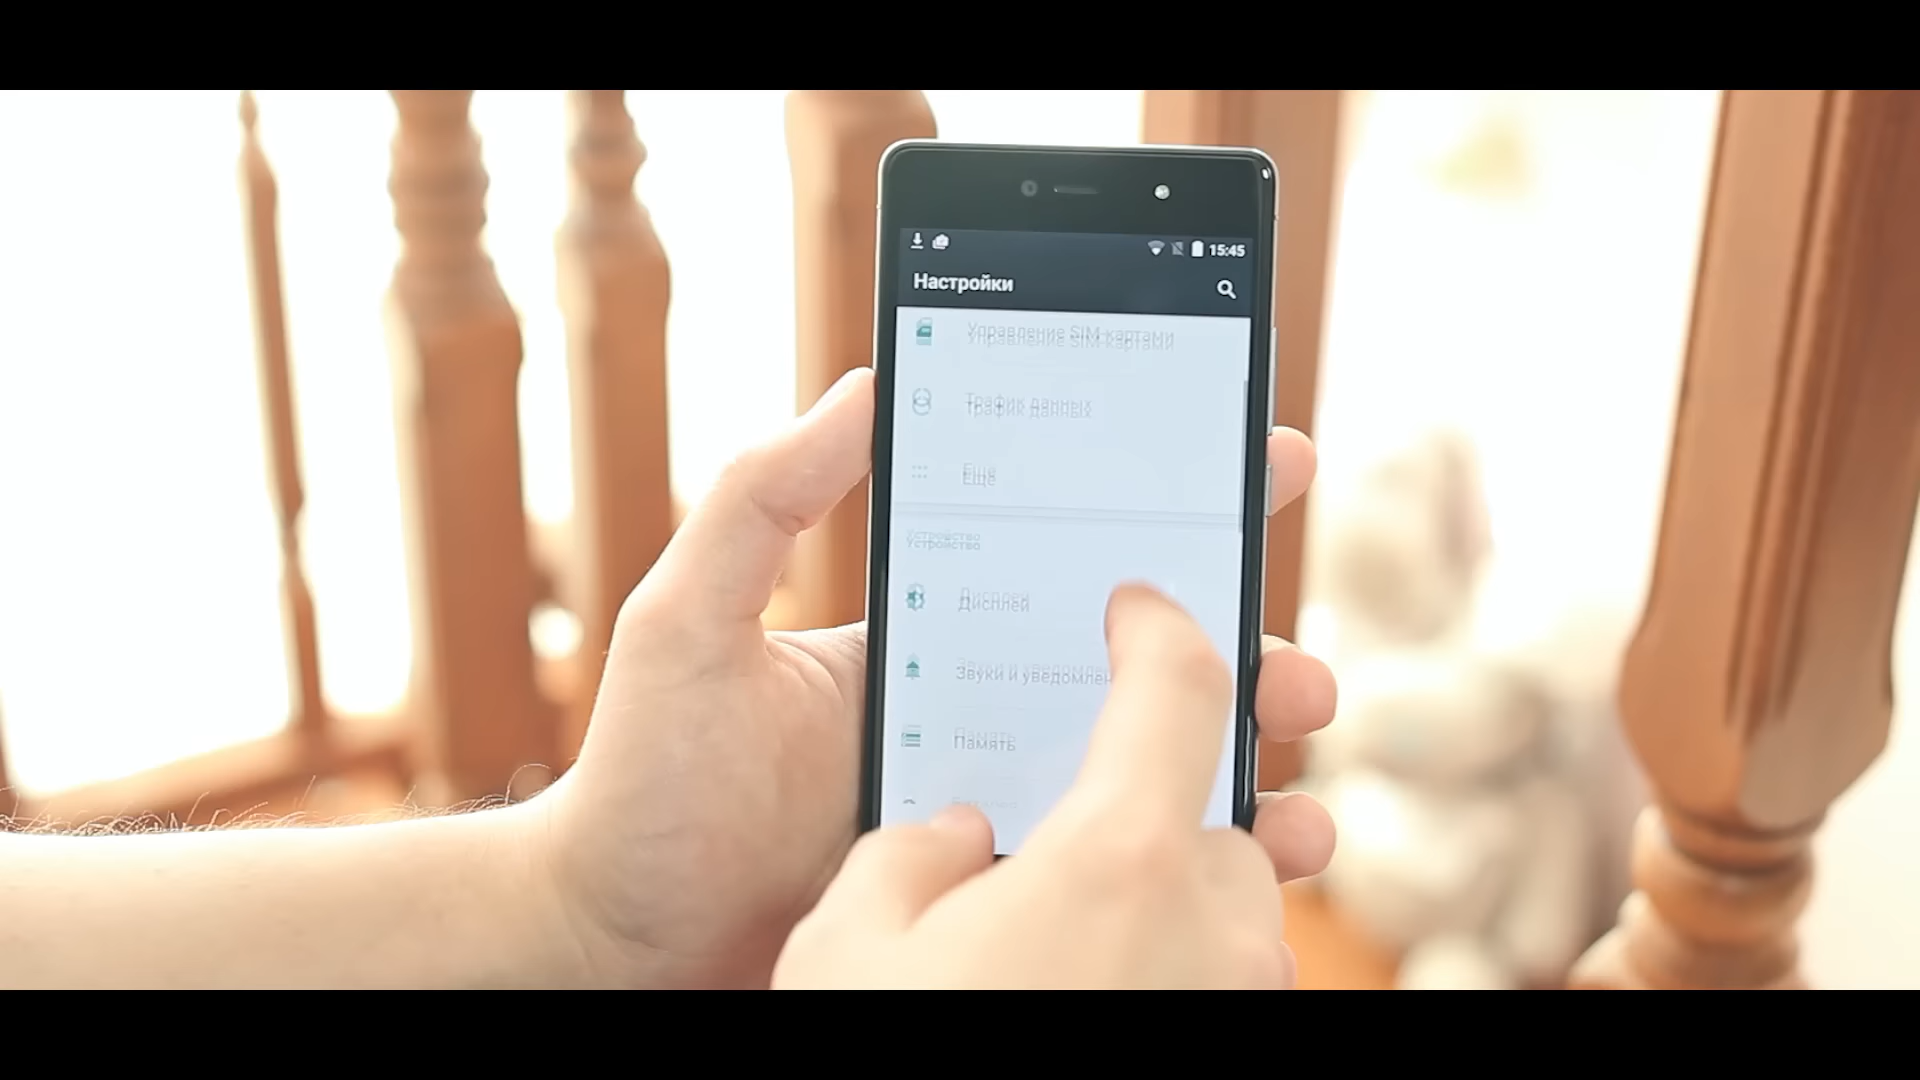 15:45
Настройки
Управление SIM-картами
Трафик данных
Еще
Устройство
Дисплей
Звуки и уведомлен
Память